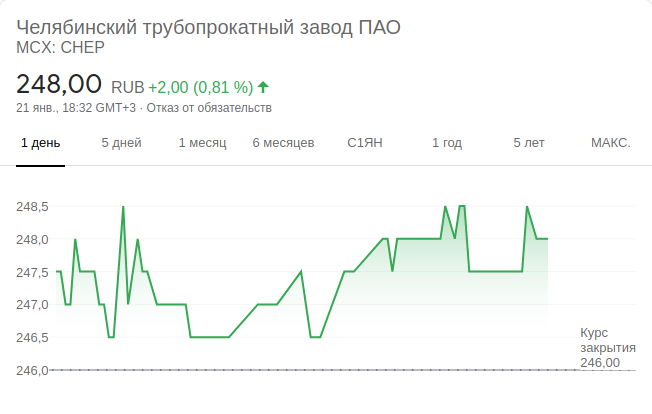 Челябинский трубопрокатный завод ПАО
MCX: CHEP
248,00 RUB +2,00 (0,81 %)
21 янв., 18:32 GMT+3 · Отказ от обязательств
1 день 5 дней 1 месяц 6 месяцев С1ЯН 1 год 5 лет МАКС.
248,5
248,0
247,5
247,0
246,5
246,0
Курс
закрытия
246,00